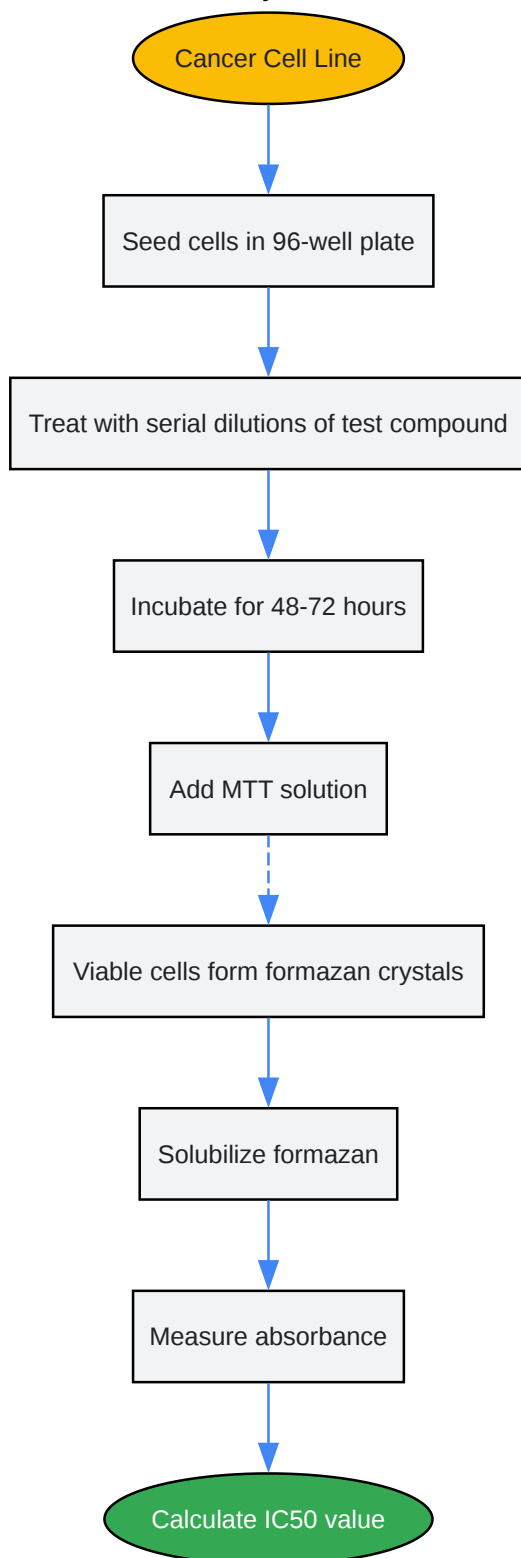 Cancer Cell Line
Seed cells in 96-well plate
Treat with serial dilutions of test compound
Incubate for 48-72 hours
Add MTT solution
Viable cells form formazan crystals
Solubilize formazan
Measure absorbance
Calculate IC50 value